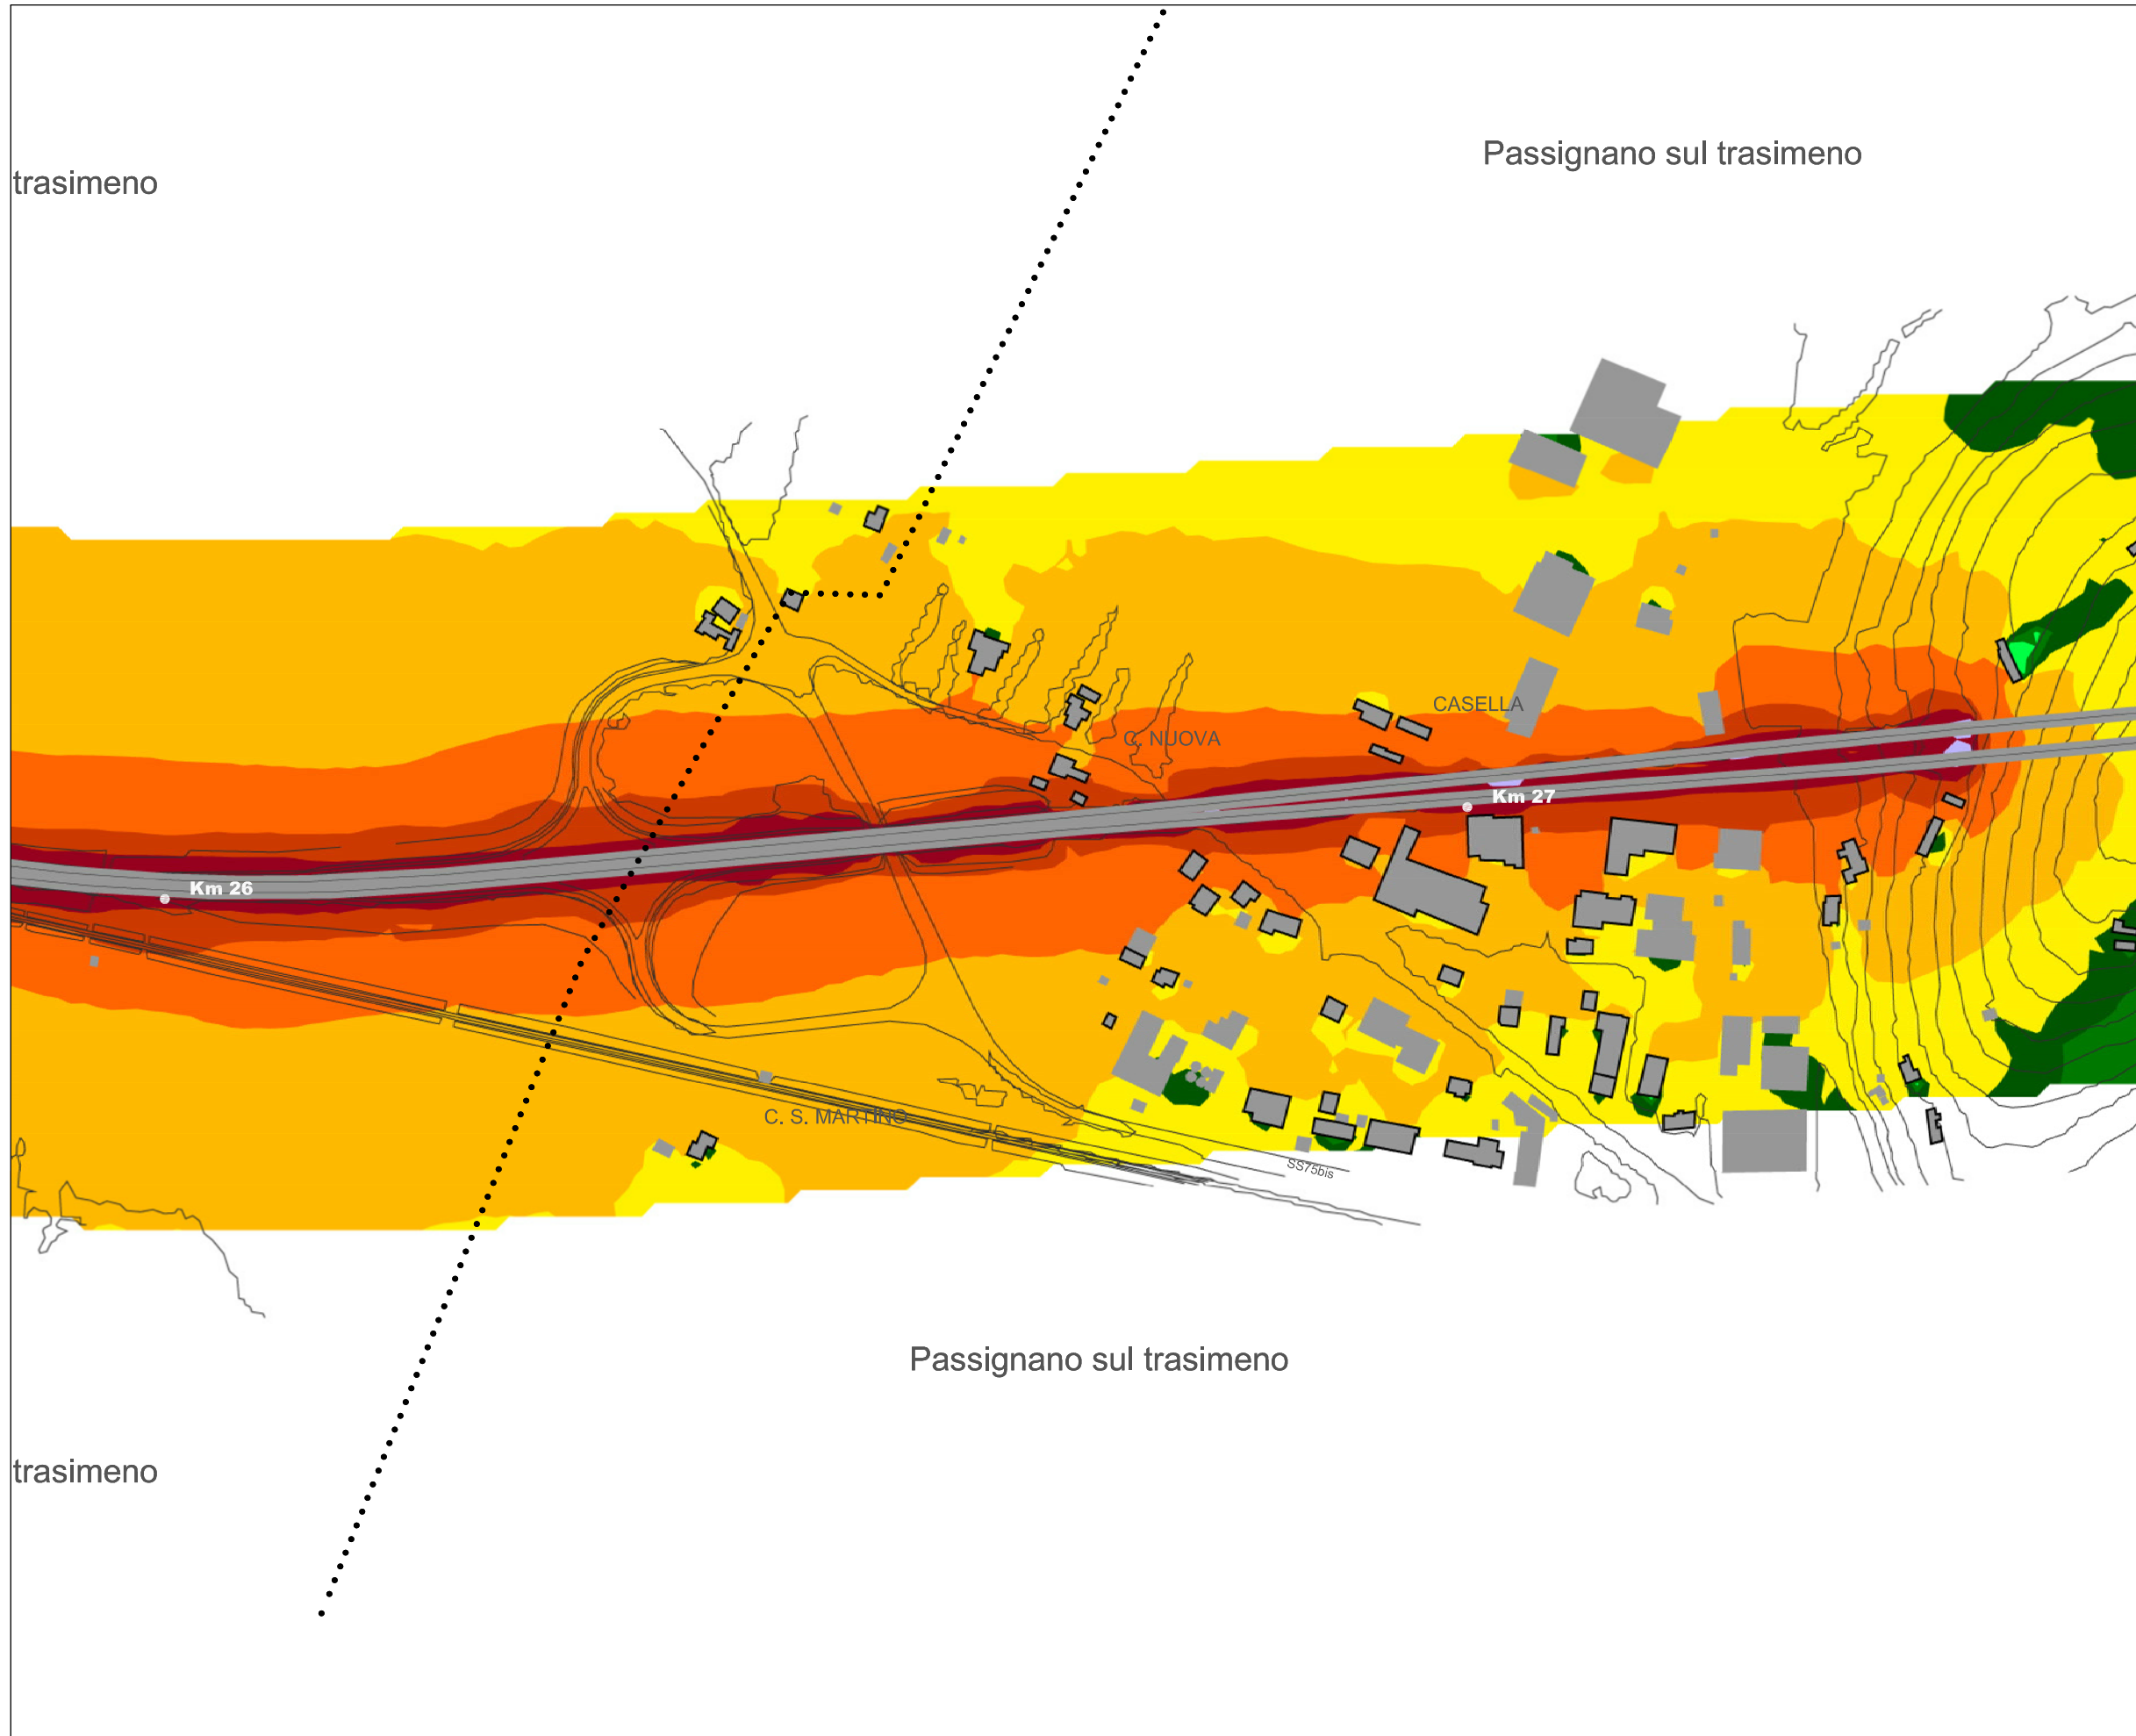 Passignano sul trasimeno
trasimeno
CASELLA
C. NUOVA
Km 27
Km 26
C. S. MARTINO
SS75bis
Passignano sul trasimeno
trasimeno